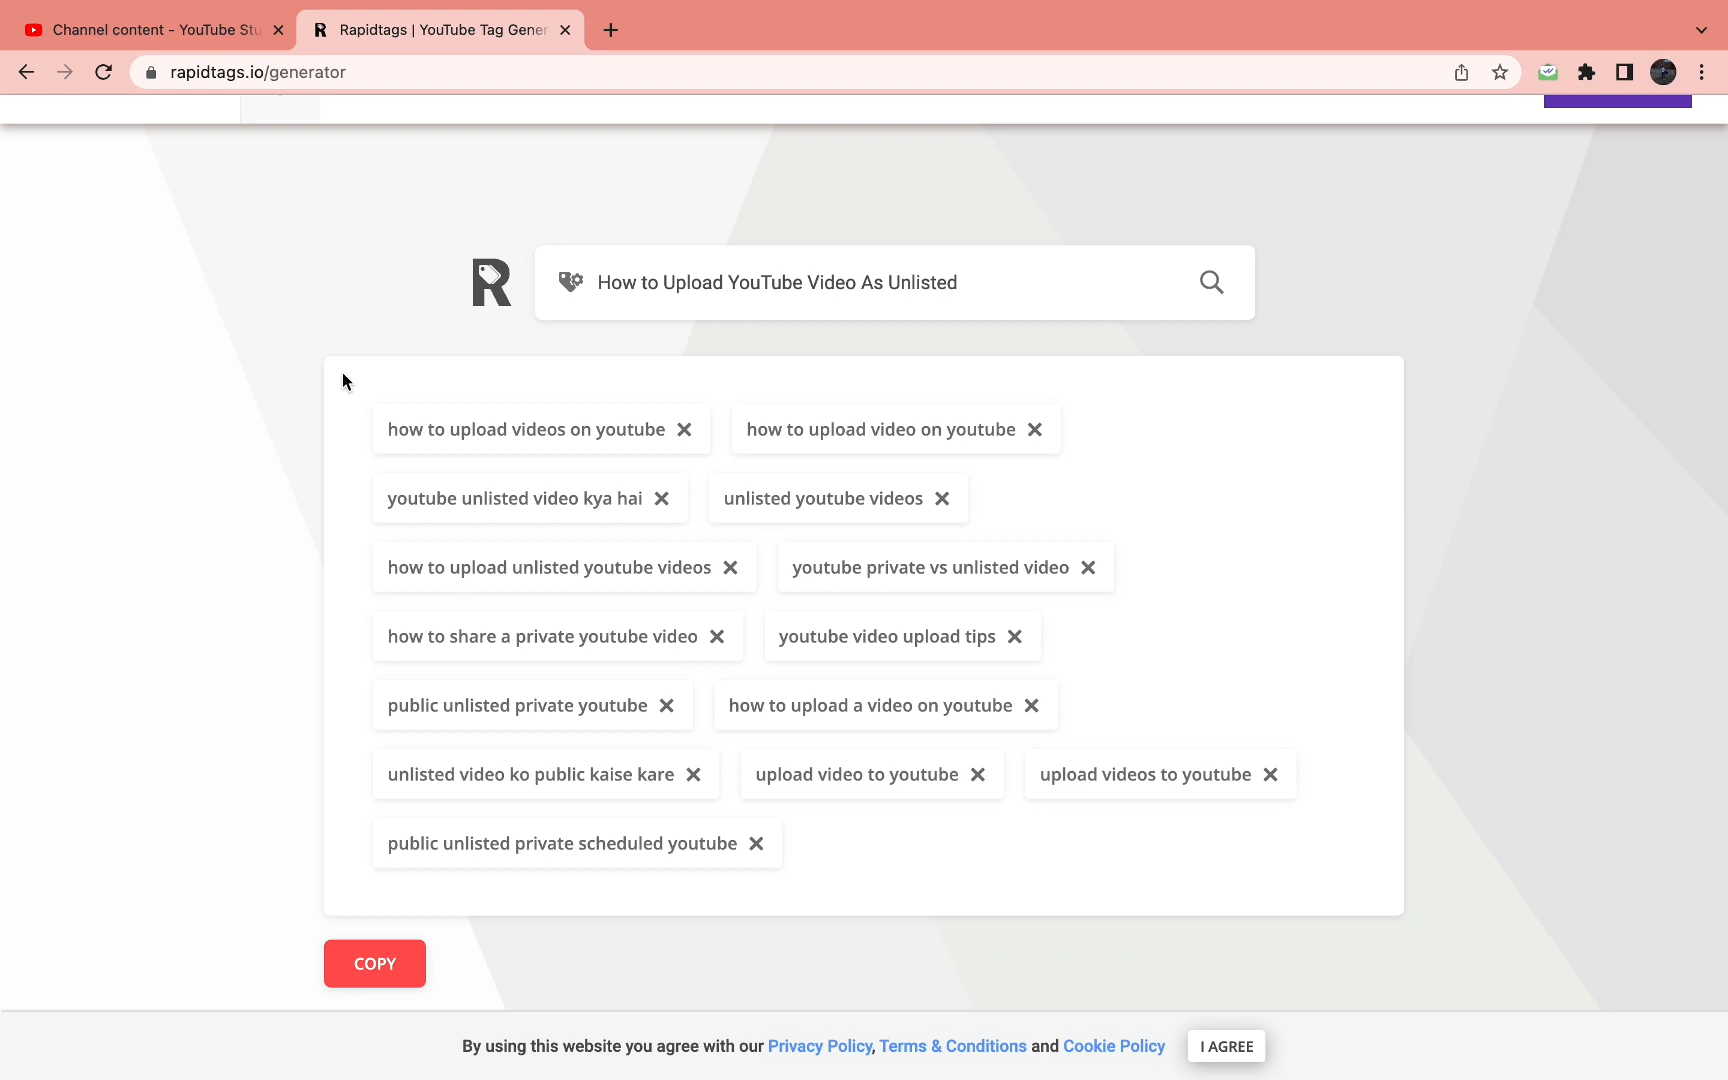 Channel content - YouTube Stu
Rapidtags | YouTube Tag Gener
rapidtags.io/generator
How to Upload YouTube Video As Unlisted
how to upload videos on youtube
how to upload video on youtube
youtube unlisted video kya hai
unlisted youtube videos
how to upload unlisted youtube videos
youtube private vs unlisted video
how to share a private youtube video
youtube video upload tips
public unlisted private youtube
how to upload a video on youtube
unlisted video ko public kaise kare
upload video to youtube
upload videos to youtube
public unlisted private scheduled youtube
COPY
By using this website you agree with our Privacy Policy, Terms & Conditions and Cookie Policy
I AGREE